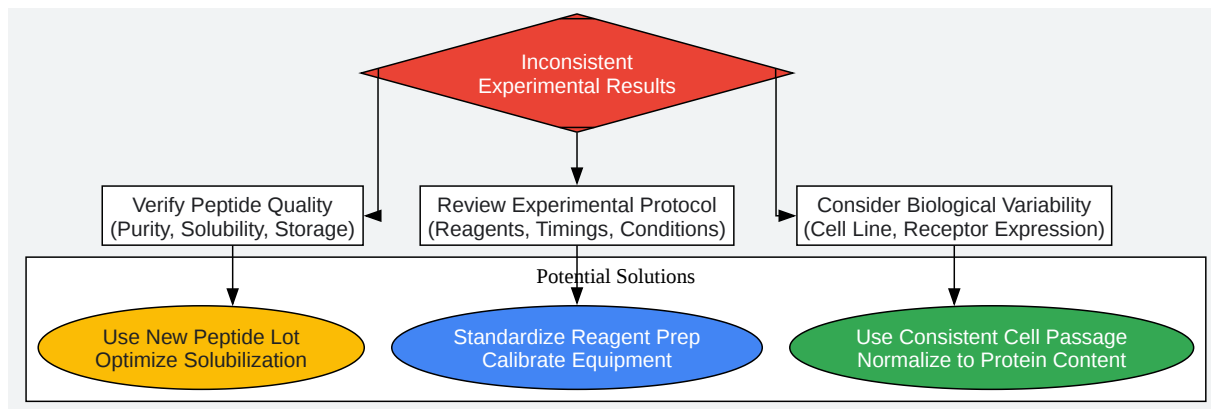 Inconsistent
Experimental Results
Verify Peptide Quality
(Purity, Solubility, Storage)
Review Experimental Protocol
(Reagents, Timings, Conditions)
Consider Biological Variability
(Cell Line, Receptor Expression)
Potential Solutions
Use New Peptide Lot
Optimize Solubilization
Standardize Reagent Prep
Calibrate Equipment
Use Consistent Cell Passage
Normalize to Protein Content